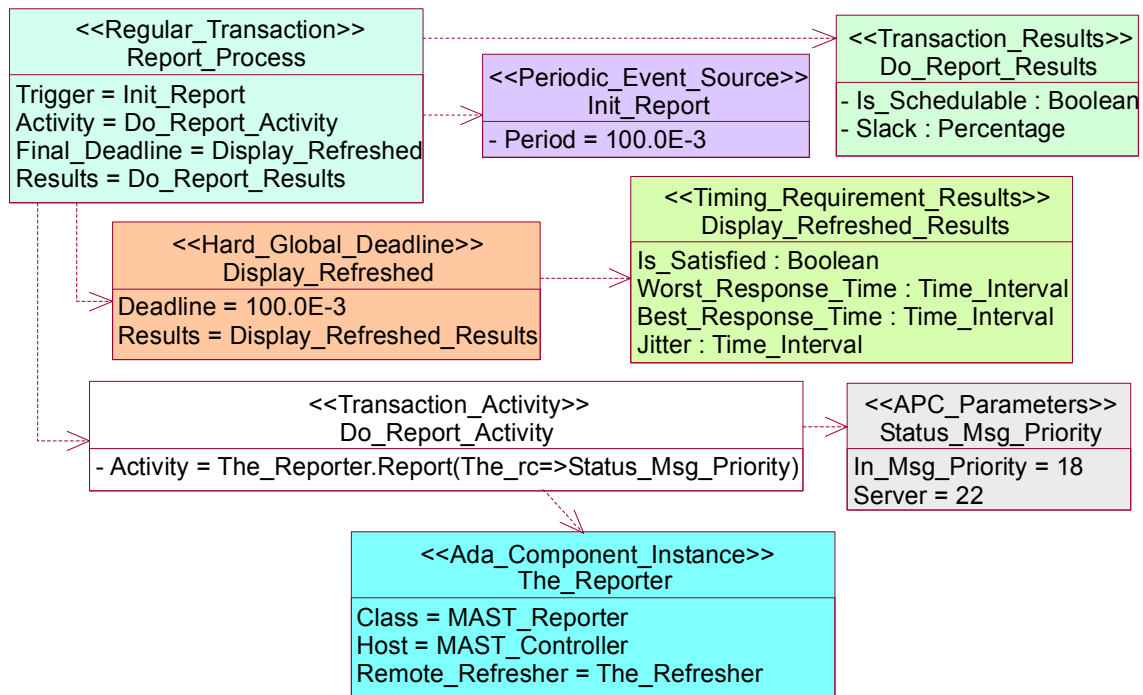 <<Regular_Transaction>>
Report_Process
Trigger = Init_Report
Activity = Do_Report_Activity
Final_Deadline = Display_Refreshed
Results = Do_Report_Results
<<Periodic_Event_Source>>
Init_Report
- Period = 100.0E-3
<<Transaction_Results>>
Do_Report_Results
- Is_Schedulable : Boolean
- Slack : Percentage
<<Hard_Global_Deadline>>
Display_Refreshed
Deadline = 100.0E-3
Results = Display_Refreshed_Results
<<Timing_Requirement_Results>>
Display_Refreshed_Results
Is_Satisfied : Boolean
Worst_Response_Time : Time_Interval
Best_Response_Time : Time_Interval
Jitter : Time_Interval
<<Transaction_Activity>>
Do_Report_Activity
- Activity = The_Reporter.Report(The_rc=>Status_Msg_Priority)
<<APC_Parameters>>
Status_Msg_Priority
In_Msg_Priority = 18
Server = 22
<<Ada_Component_Instance>>
The_Reporter
Class = MAST_Reporter
Host = MAST_Controller
Remote_Refresher = The_Refresher